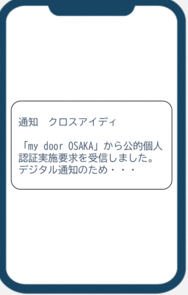 通知　クロスアイディ
「my door OSAKA」から公的個人
認証実施要求を受信しました。
デジタル通知のため・・・